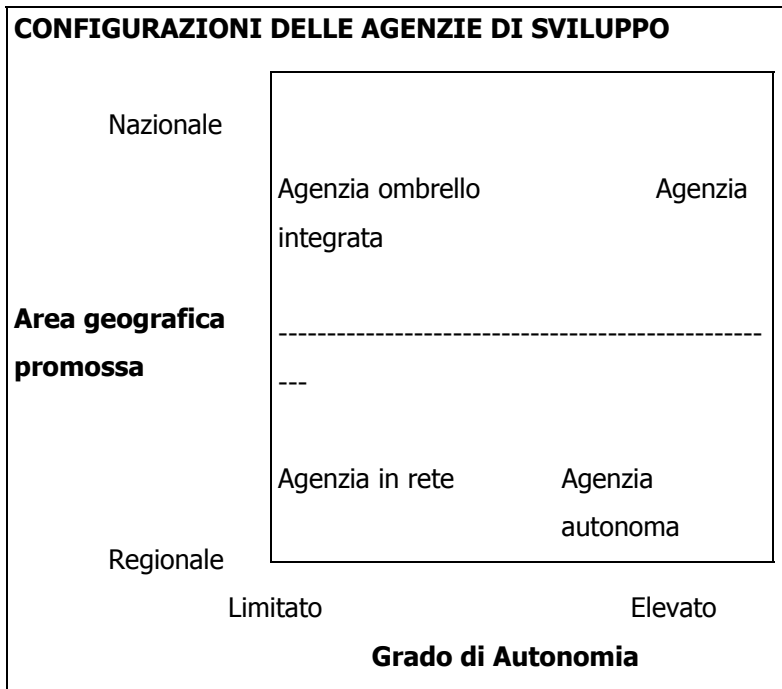 CONFIGURAZIONI DELLE AGENZIE DI SVILUPPO
Nazionale
Agenzia ombrello Agenzia
integrata
Area geografica
promossa
-------------------------------------------------
---
Agenzia in rete Agenzia
autonoma
Regionale
Limitato Elevato
Grado di Autonomia